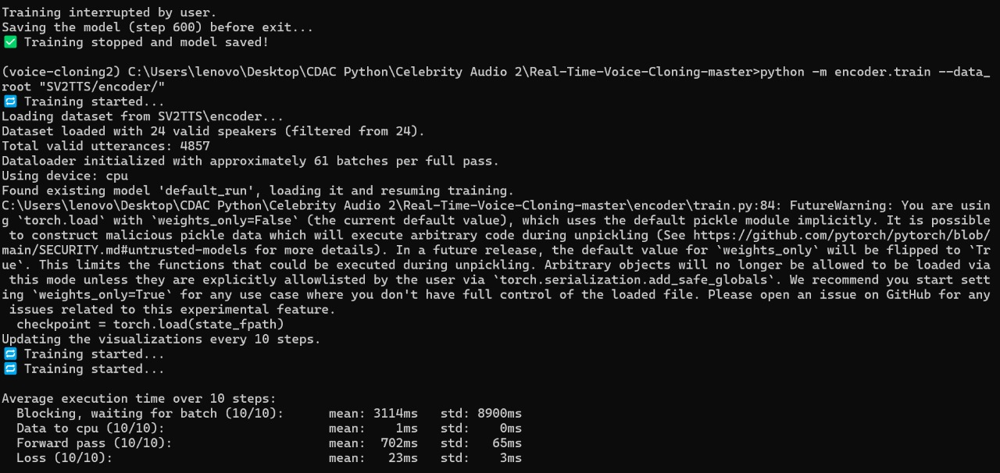 Training interrupted by user.
Saving the model (step 600) before exit...
✅ Training stopped and model saved!
(voice-cloning2) C:\Users\lenovo\Desktop\CDAC Python\Celebrity Audio 2\Real-Time-Voice-Cloning-master>python -m encoder.train --data_
root "SV2TTS/encoder/"
🔁 Training started...
Loading dataset from SV2TTS\encoder...
Dataset loaded with 24 valid speakers (filtered from 24).
Total valid utterances: 4857
Dataloader initialized with approximately 61 batches per full pass.
Using device: cpu
Found existing model 'default_run', loading it and resuming training.
C:\Users\lenovo\Desktop\CDAC Python\Celebrity Audio 2\Real-Time-Voice-Cloning-master\encoder\train.py:84: FutureWarning: You are usin
g `torch.load` with `weights_only=False` (the current default value), which uses the default pickle module implicitly. It is possible
 to construct malicious pickle data which will execute arbitrary code during unpickling (See https://github.com/pytorch/pytorch/blob/
main/SECURITY.md#untrusted-models for more details). In a future release, the default value for `weights_only` will be flipped to `Tr
ue`. This limits the functions that could be executed during unpickling. Arbitrary objects will no longer be allowed to be loaded via
 this mode unless they are explicitly allowlisted by the user via `torch.serialization.add_safe_globals`. We recommend you start sett
ing `weights_only=True` for any use case where you don't have full control of the loaded file. Please open an issue on GitHub for any
 issues related to this experimental feature.
  checkpoint = torch.load(state_fpath)
Updating the visualizations every 10 steps.
🔁 Training started...
🔁 Training started...
Average execution time over 10 steps:
  Blocking, waiting for batch (10/10):      mean: 3114ms   std: 8900ms
  Data to cpu (10/10):                      mean:    1ms   std:    0ms
  Forward pass (10/10):                     mean:  702ms   std:   65ms
  Loss (10/10):                             mean:   23ms   std:    3ms